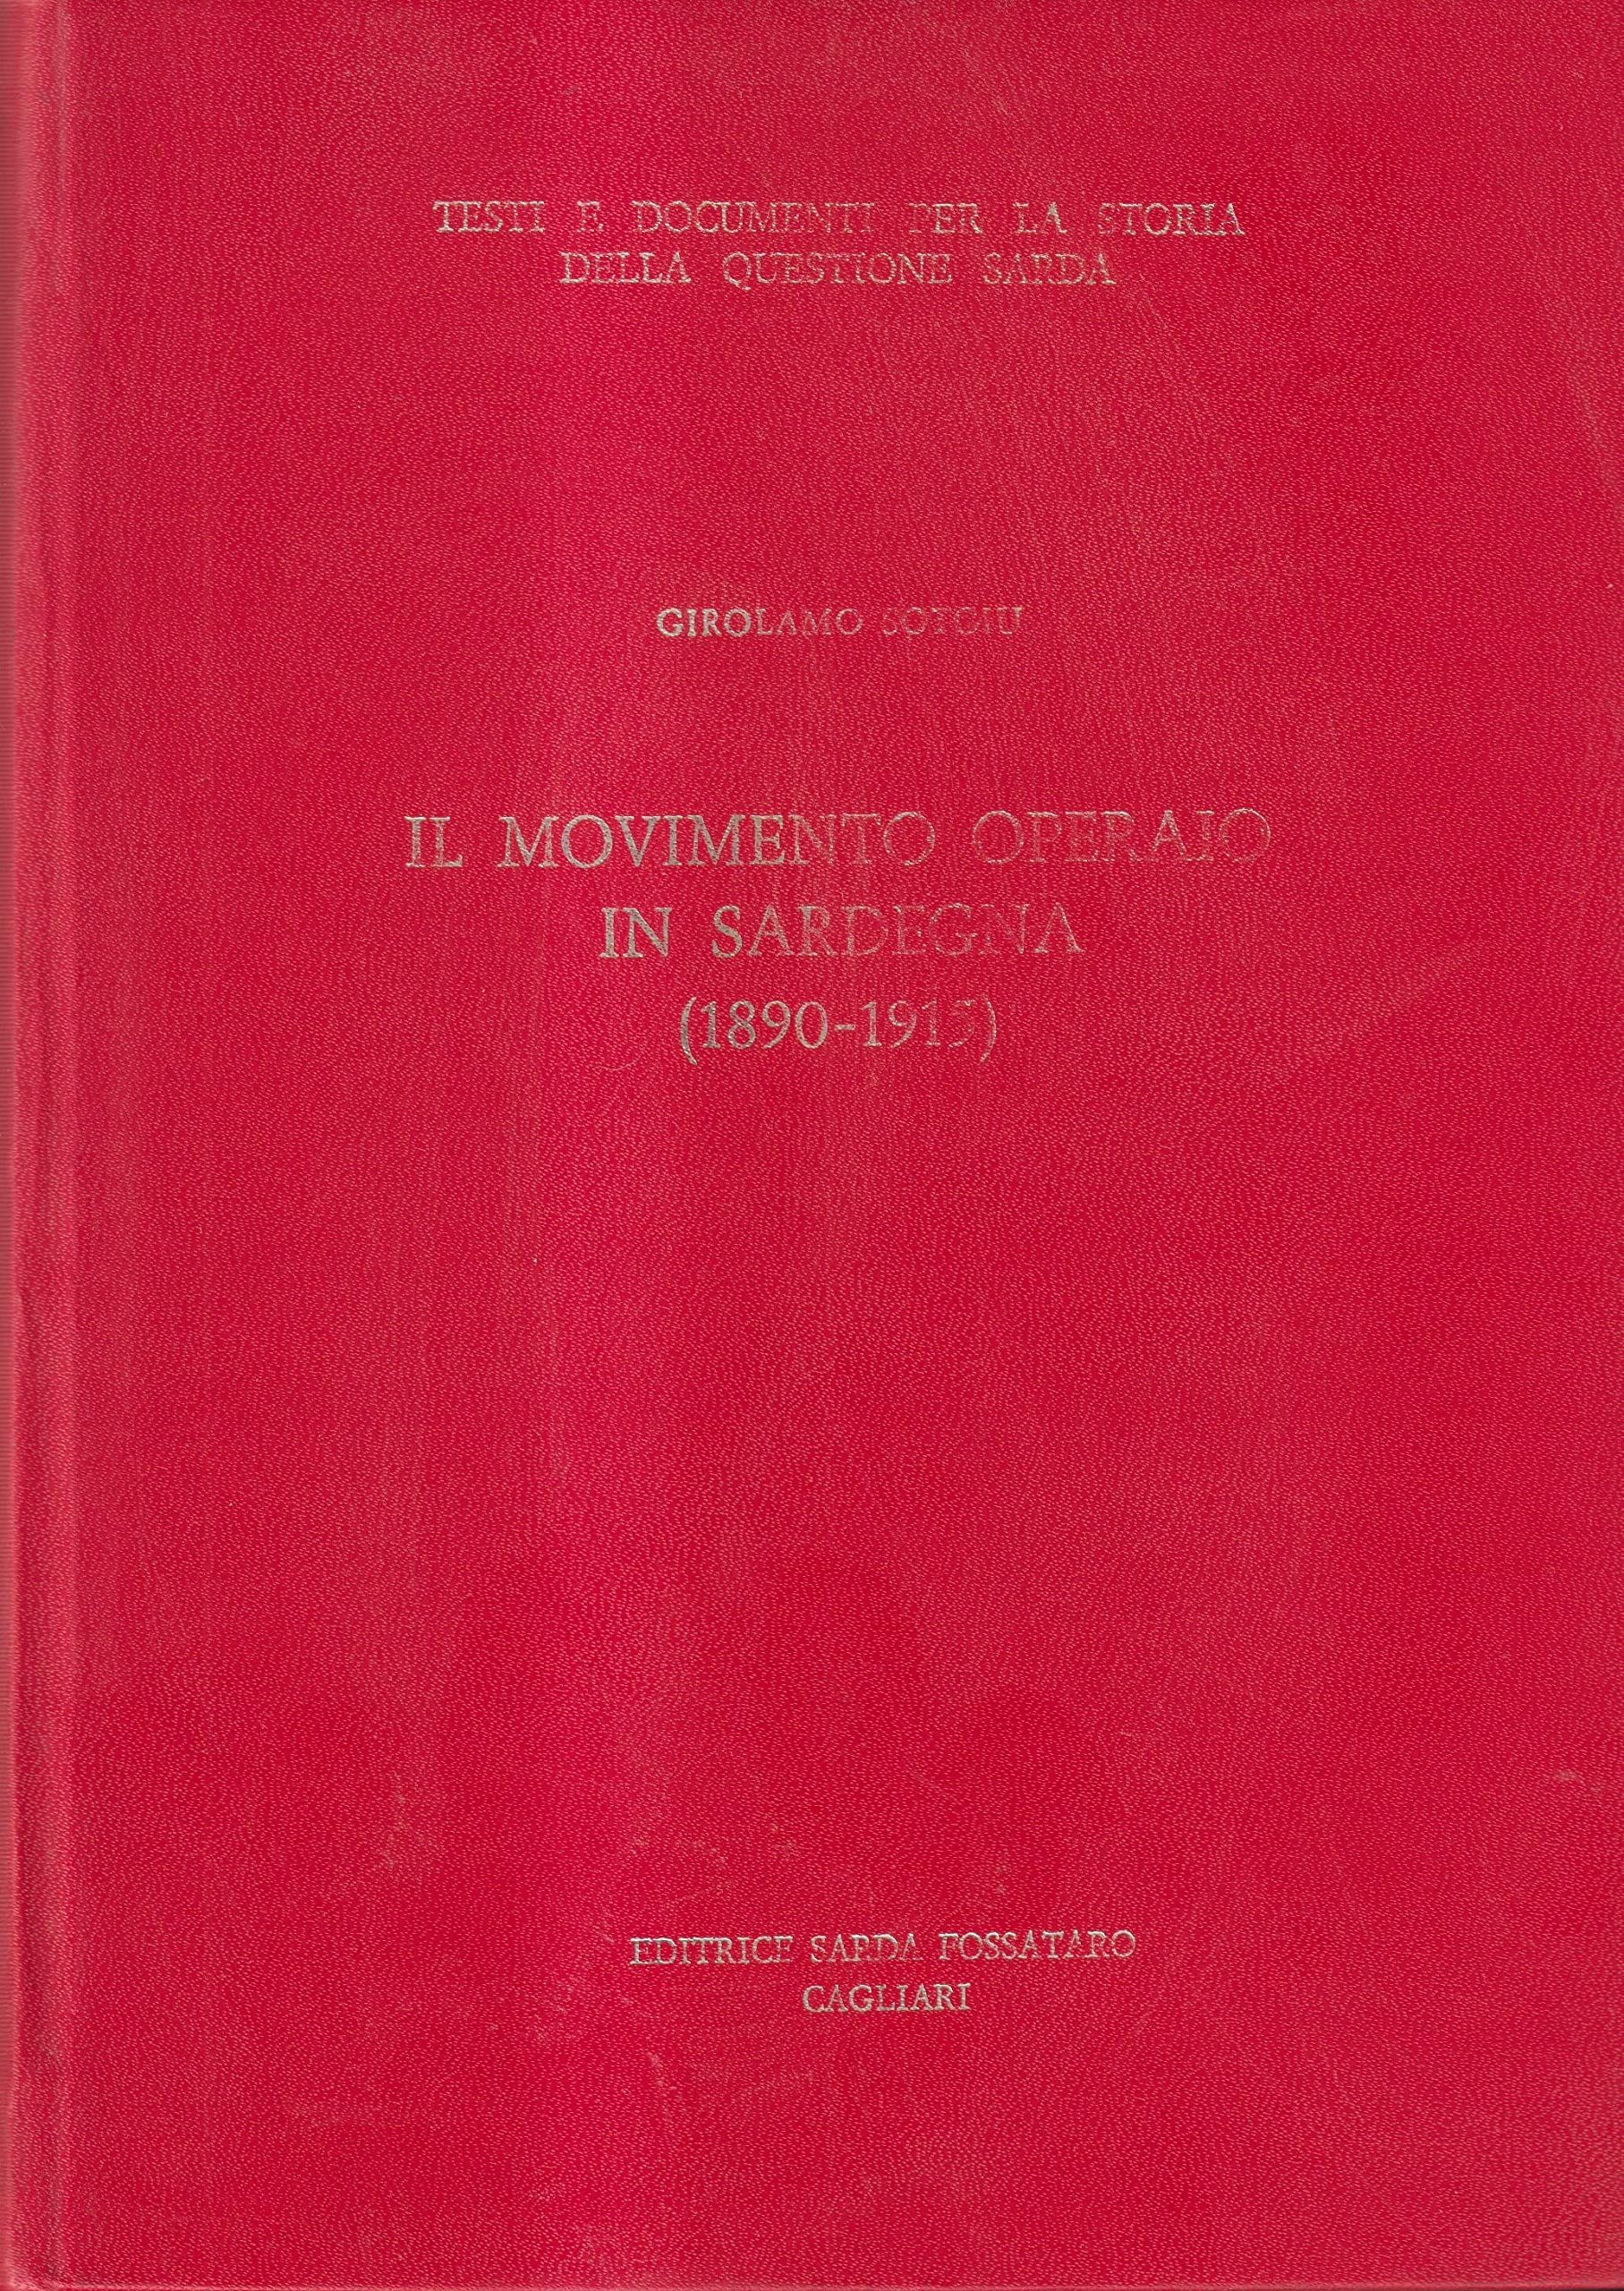 TESTI E DOCUMENTI PER LA STORIA
DELLA QUESTIONE SARDA
GIROLAMO SOTGIU
IL MOVIMENTO OPERAIO
IN SARDEGNA
(1890-1915)
EDITRICE SARDA FOSSATARO
CAGLIARI